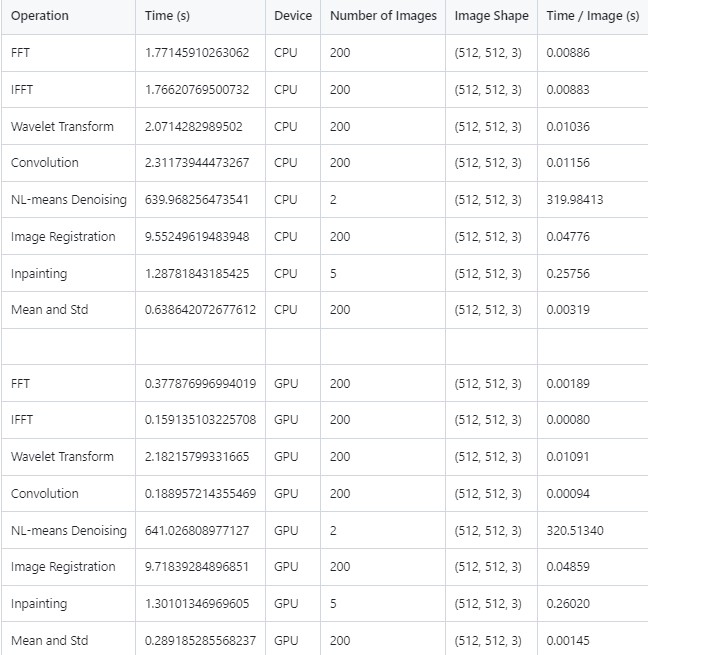 Operation Time (s) Device Number of Images Image Shape Time / Image (s)
FFT 1.77145910263062 CPU 200 (512, 512, 3) 0.00886
IFFT 1.76620769500732 CPU 200 (512, 512, 3) 0.00883
Wavelet Transform 2.0714282989502 CPU 200 (512, 512, 3) 0.01036
Convolution 2.31173944473267 CPU 200 (512, 512, 3) 0.01156
NL-means Denoising 639.968256473541 CPU 2 (512, 512, 3) 319.98413
Image Registration 9.55249619483948 CPU 200 (512, 512, 3) 0.04776
Inpainting 1.28781843185425 CPU 5 (512, 512, 3) 0.25756
Mean and Std 0.638642072677612 CPU 200 (512, 512, 3) 0.00319
FFT 0.377876996994019 GPU 200 (512, 512, 3) 0.00189
IFFT 0.159135103225708 GPU 200 (512, 512, 3) 0.00080
Wavelet Transform 2.18215799331665 GPU 200 (512, 512, 3) 0.01091
Convolution 0.188957214355469 GPU 200 (512, 512, 3) 0.00094
NL-means Denoising 641.026808977127 GPU 2 (512, 512, 3) 320.51340
Image Registration 9.71839284896851 GPU 200 (512, 512, 3) 0.04859
Inpainting 1.30101346969605 GPU 5 (512, 512, 3) 0.26020
Mean and Std 0.289185285568237 GPU 200 (512, 512, 3) 0.00145